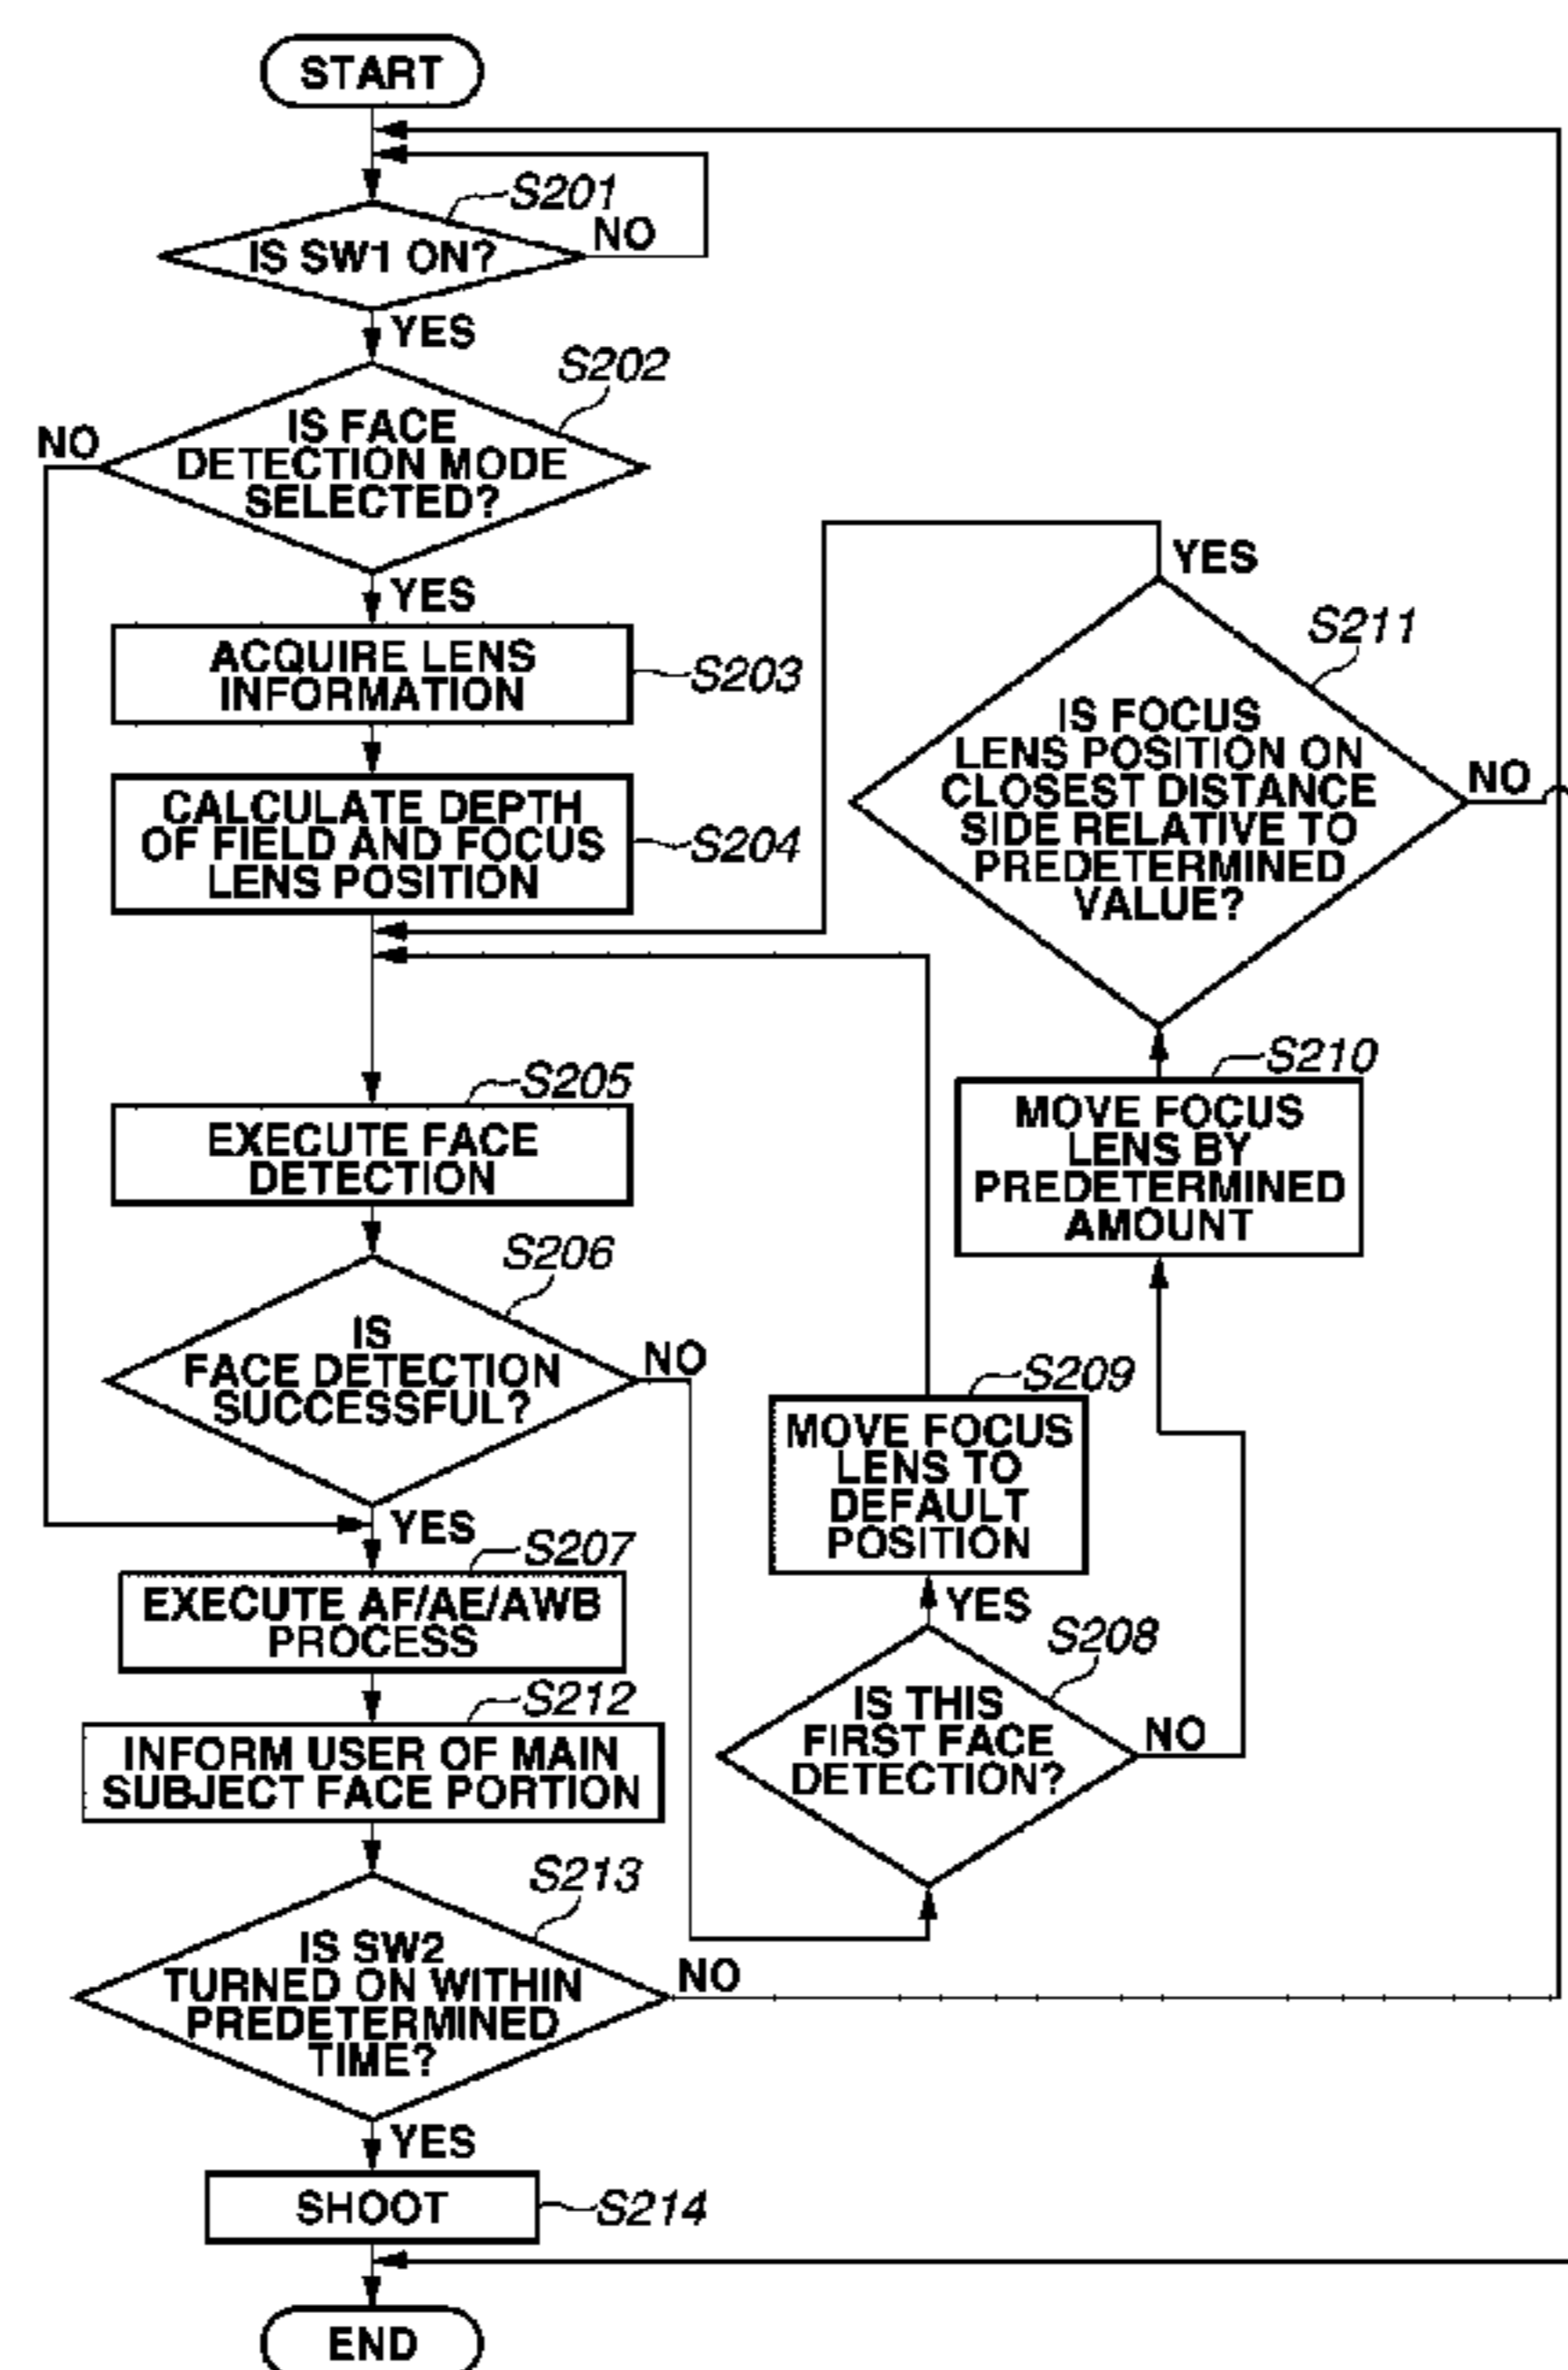 START
S201
IS SW1 ON?
NO
YES
S202
NO
IS FACE
DETECTION MODE
SELECTED?
YES
ACQUIRE LENS
INFORMATION
S203
CALCULATE DEPTH
OF FIELD AND FOCUS
LENS POSITION
S204
S205
EXECUTE FACE
DETECTION
S206
IS
FACE DETECTION
SUCCESSFUL?
NO
YES
S207
EXECUTE AF/AE/AWB
PROCESS
S212
INFORM USER OF MAIN
SUBJECT FACE PORTION
S213
IS SW2
TURNED ON WITHIN
PREDETERMINED
TIME?
NO
YES
SHOOT
S214
END
YES
S211
IS FOCUS
LENS POSITION ON
CLOSEST DISTANCE
SIDE RELATIVE TO
PREDETERMINED
VALUE?
NO
S210
MOVE FOCUS
LENS BY
PREDETERMINED
AMOUNT
S209
MOVE FOCUS
LENS TO
DEFAULT
POSITION
YES
S208
IS THIS
FIRST FACE
DETECTION?
NO